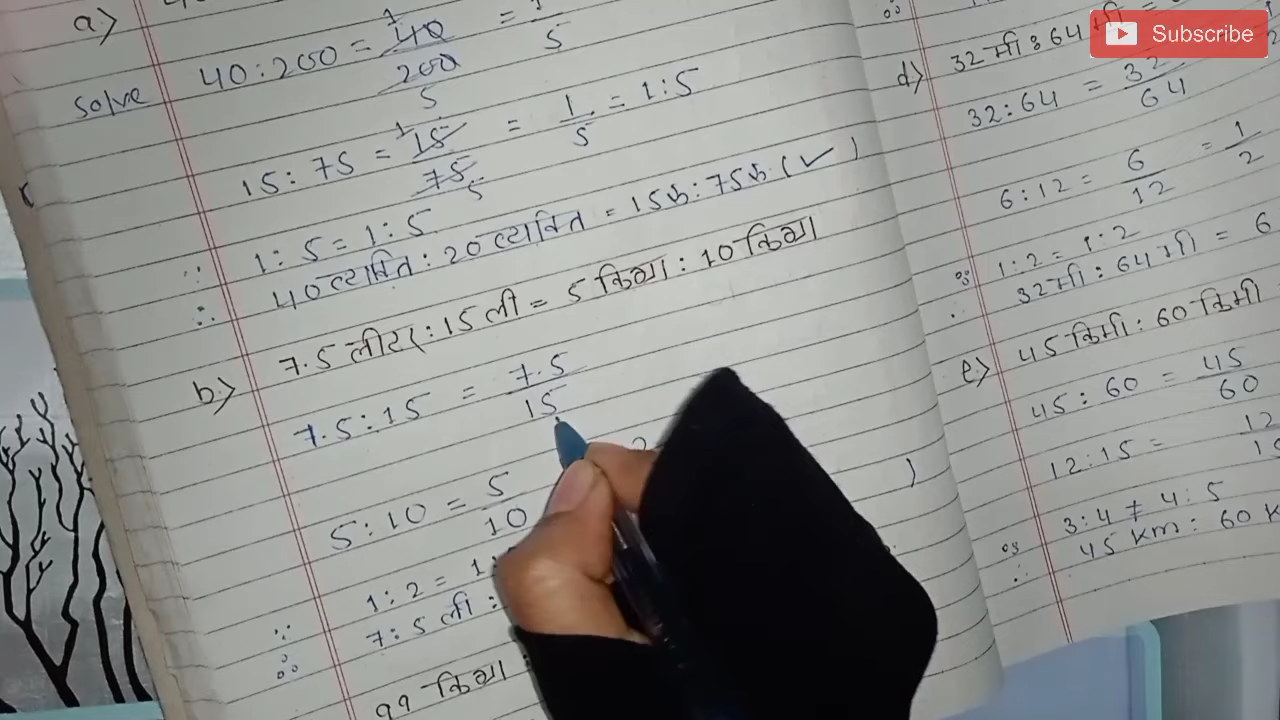 Subscribe
a)
Solve 40:200 = 40/200 = 1/5
15:75 = 15/75 = 1/5 = 1:5
∵ 1:5 = 1:5
∴ 40 व्यक्ति : 20 व्यक्ति = 15रु : 75रु (✓)
b) 7.5 लीटर : 15 ली = 5 किग्रा : 10 किग्रा
7.5:15 = 7.5/15
5:10 = 5/10
∵ 1:2 =
∴ 7:5 ली :
99 किग्रा :
d) 32 मी : 64 मी =
32:64 = 32/64
6:12 = 6/12 = 1/2
∵ 1:2 = 1:2
∴ 32 मी : 64 मी = 6
e) 45 किमी : 60 किमी
45:60 = 45/60
12:15 =
∵ 3:4 ≠ 4:5
∴ 45 km : 60 k